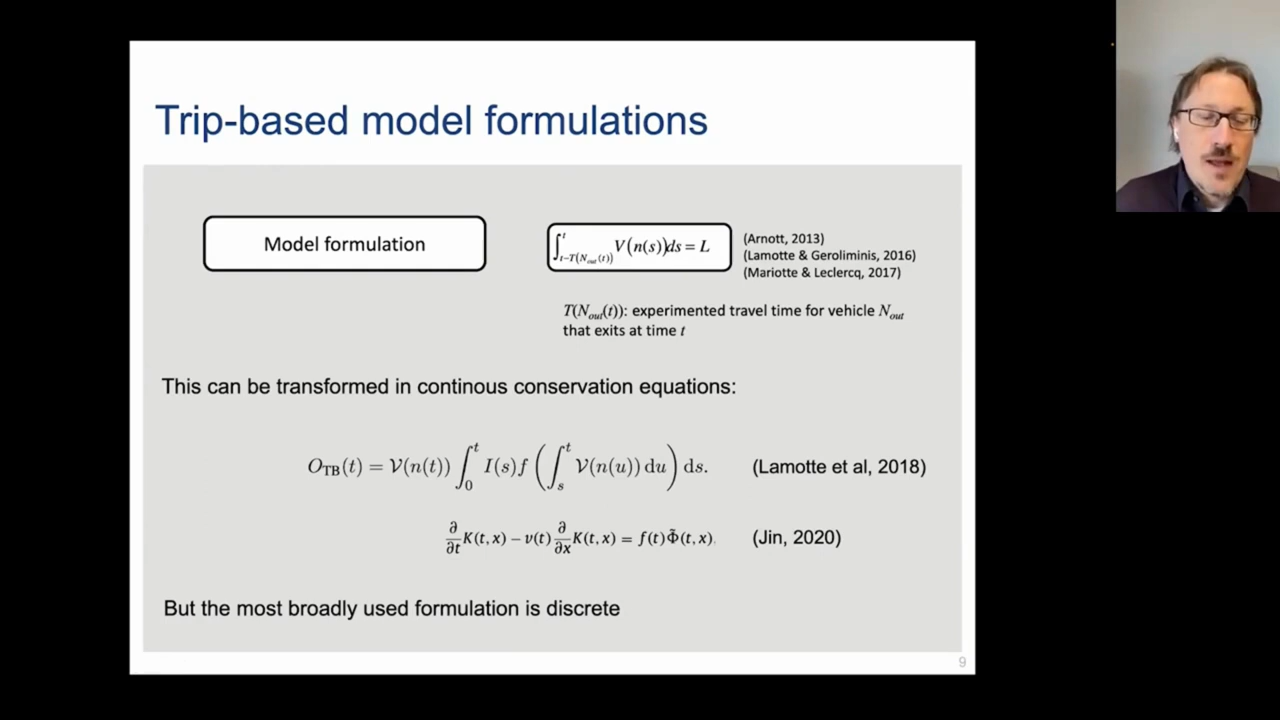 Trip-based model formulations
Model formulation
∫_{t−T(N_out(t))}^{t} V(n(s))ds = L
(Arnott, 2013)
(Lamotte & Geroliminis, 2016)
(Mariotte & Leclercq, 2017)
T(N_out(t)): experimented travel time for vehicle N_out
that exits at time t
This can be transformed in continous conservation equations:
O_TB(t) = 𝒱(n(t)) ∫_0^t I(s)f (∫_s^t 𝒱(n(u)) du) ds.
(Lamotte et al, 2018)
∂/∂t K(t, x) − ν(t) ∂/∂x K(t, x) = f(t)Φ̃(t, x).
(Jin, 2020)
But the most broadly used formulation is discrete
9